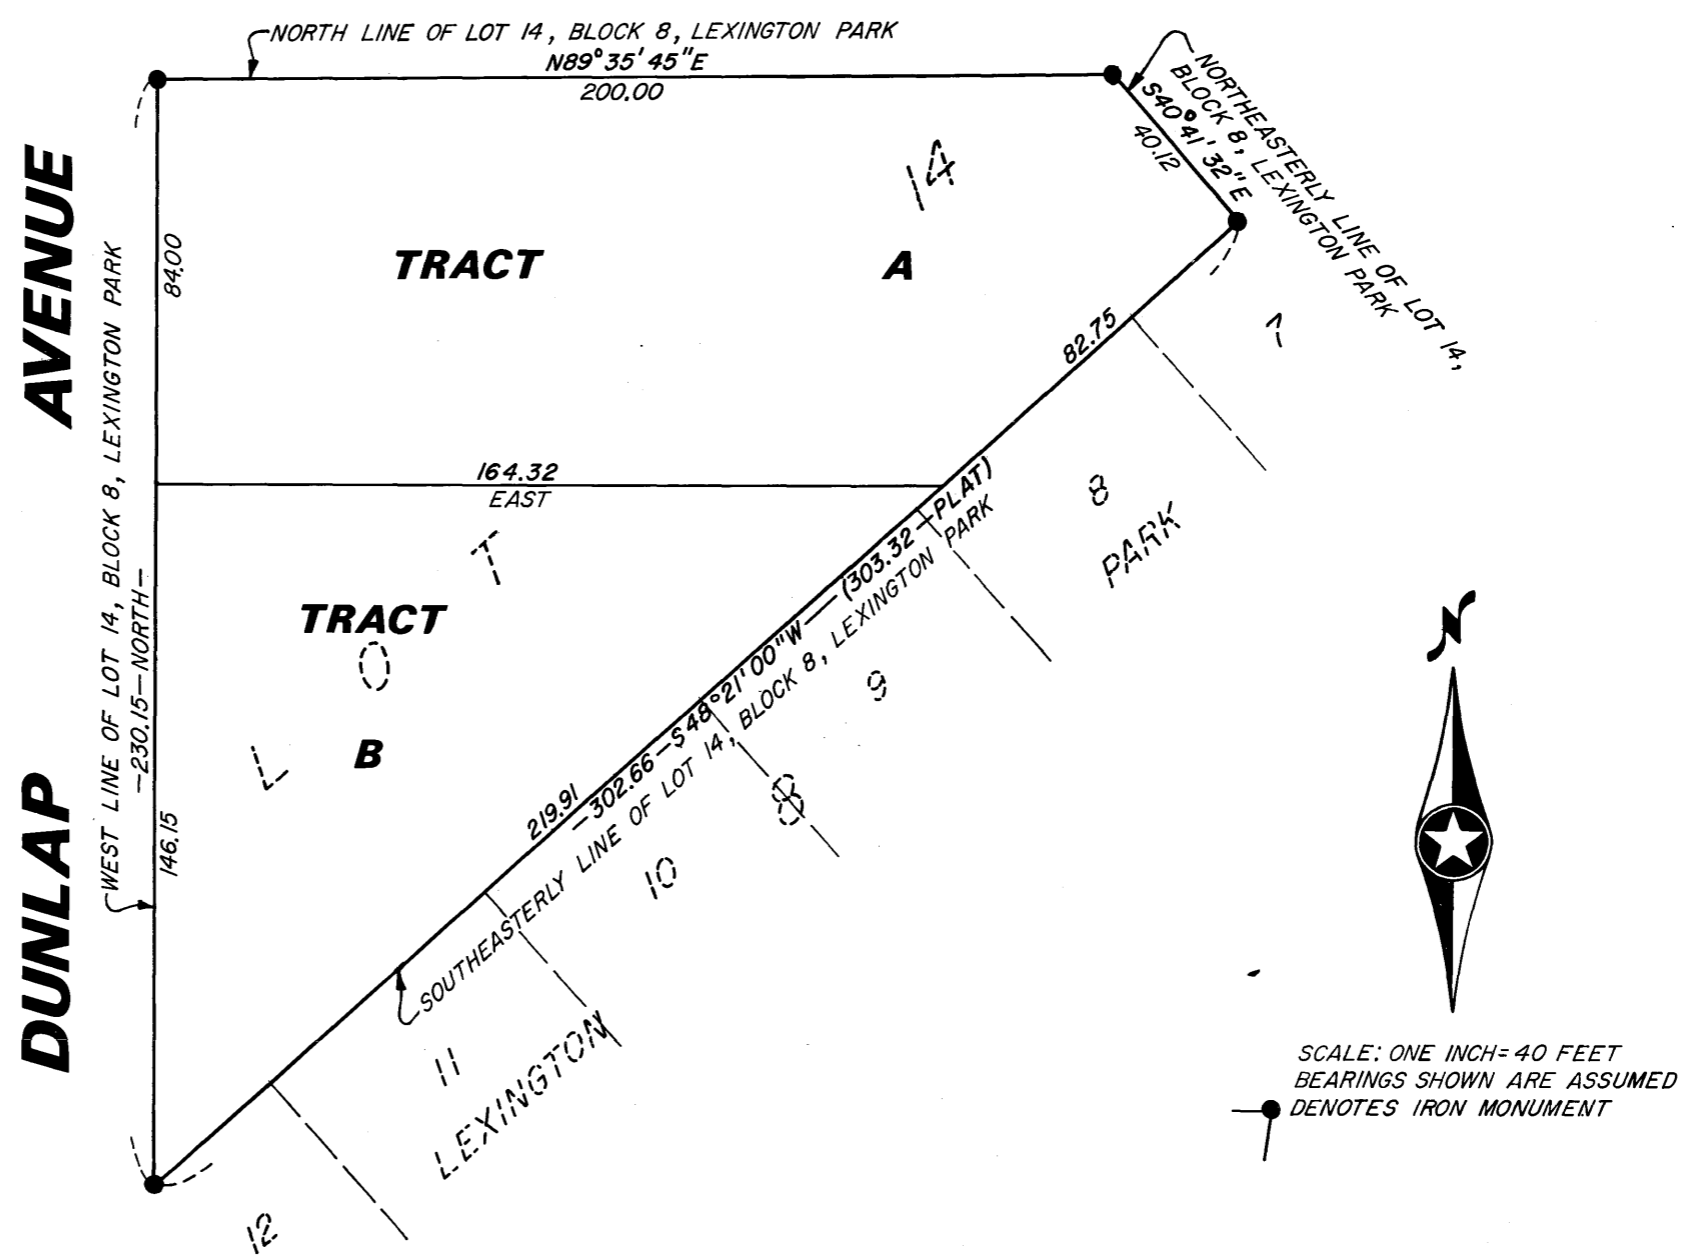 NORTH LINE OF LOT 14, BLOCK 8, LEXINGTON PARK
N89°35'45"E
200.00
NORTHEASTERLY LINE OF LOT 14,
BLOCK 8, LEXINGTON PARK
S40°41'32"E
40.12
14
TRACT A
84.00
DUNLAP AVENUE
WEST LINE OF LOT 14, BLOCK 8, LEXINGTON PARK
-230.15-NORTH-
146.15
7
82.75
164.32
EAST
8
LEXINGTON PARK
LOT
TRACT
B
219.91
-302.66-S48°21'00"W-(303.32-PLAT)
SOUTHEASTERLY LINE OF LOT 14, BLOCK 8, LEXINGTON PARK
9
8
10
11
12
N
SCALE: ONE INCH=40 FEET
BEARINGS SHOWN ARE ASSUMED
DENOTES IRON MONUMENT